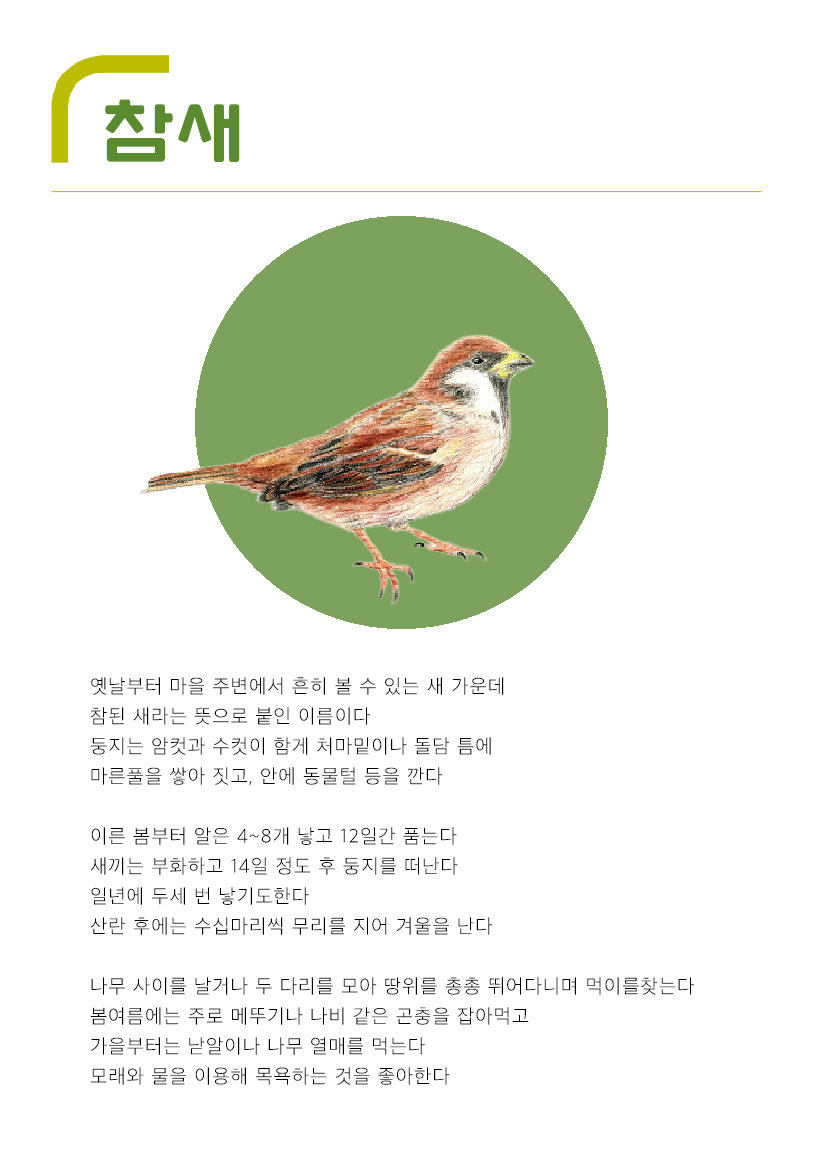 참새
옛날부터 마을 주변에서 흔히 볼 수 있는 새 가운데
참된 새라는 뜻으로 붙인 이름이다
둥지는 암컷과 수컷이 함께 처마밑이나 돌담 틈에
마른풀을 쌓아 짓고, 안에 동물털 등을 깐다
이른 봄부터 알은 4~8개 낳고 12일간 품는다
새끼는 부화하고 14일 정도 후 둥지를 떠난다
일년에 두세 번 낳기도한다
산란 후에는 수십마리씩 무리를 지어 겨울을 난다
나무 사이를 날거나 두 다리를 모아 땅위를 총총 뛰어다니며 먹이를찾는다
봄여름에는 주로 메뚜기나 나비 같은 곤충을 잡아먹고
가을부터는 낟알이나 나무 열매를 먹는다
모래와 물을 이용해 목욕하는 것을 좋아한다